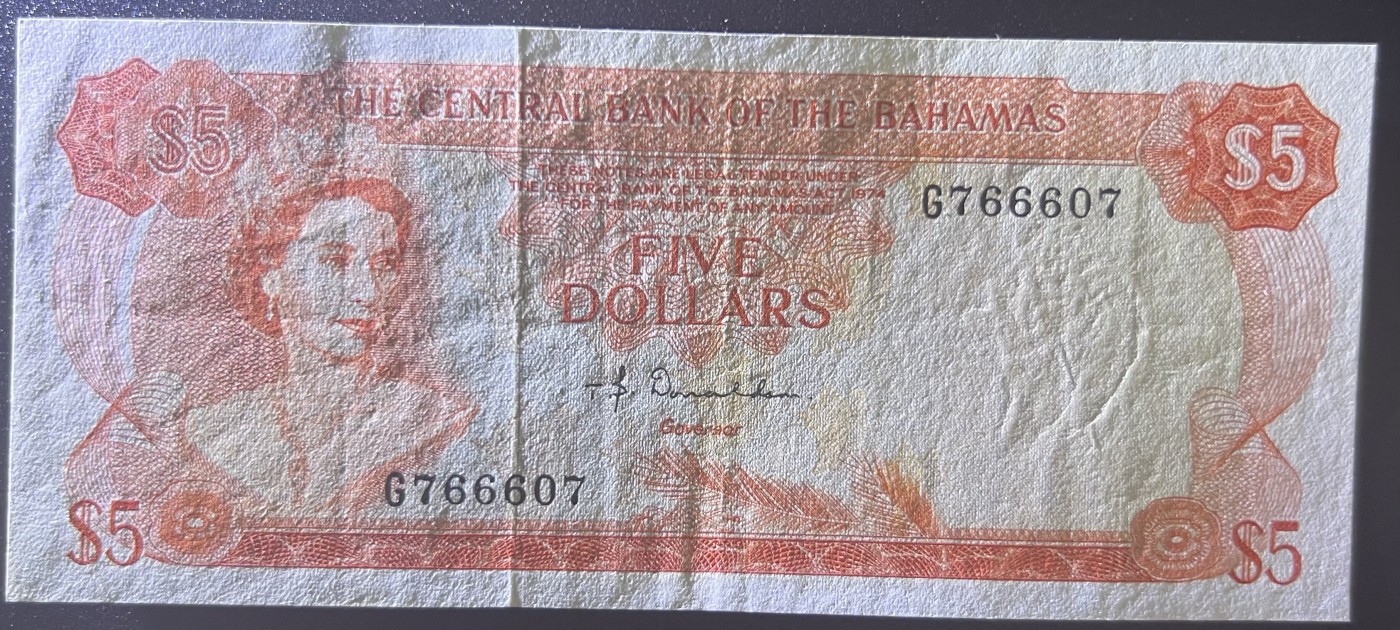 $5
THE CENTRAL BANK OF THE BAHAMAS
$5
THESE NOTES ARE LEGAL TENDER UNDER
THE CENTRAL BANK OF THE BAHAMAS ACT 1974
FOR THE PAYMENT OF ANY AMOUNT
G766607
FIVE
DOLLARS
T B Donaldson.
Governor
G766607
$5
$5